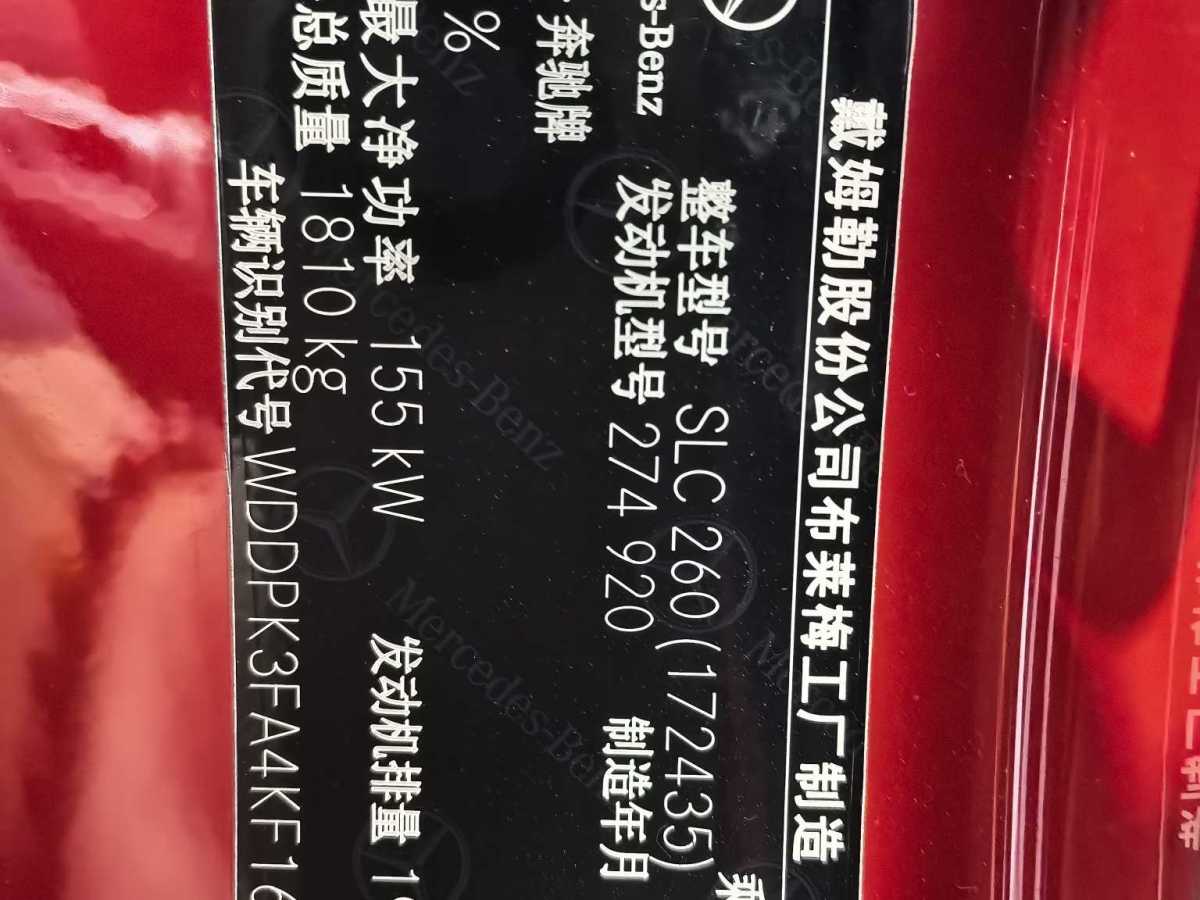 戴姆勒股份公司布莱梅工厂制造
s-Benz
整车型号 SLC 260(172435)
发动机型号 274 920 制造年月
奔驰牌
%
最大净功率 155 kW 发动机排量 1
总质量 1810kg
车辆识别代号 WDDPK3FA4KF16